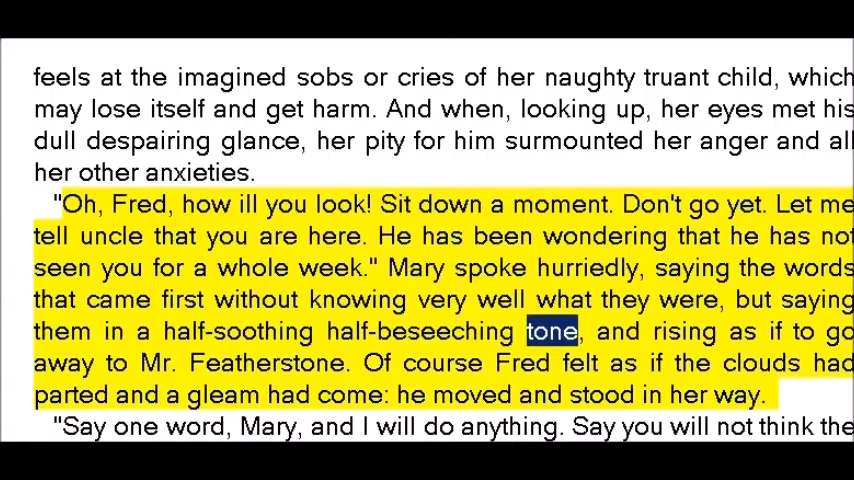 feels at the imagined sobs or cries of her naughty truant child, which
may lose itself and get harm. And when, looking up, her eyes met his
dull despairing glance, her pity for him surmounted her anger and all
her other anxieties.
"Oh, Fred, how ill you look! Sit down a moment. Don't go yet. Let me
tell uncle that you are here. He has been wondering that he has not
seen you for a whole week." Mary spoke hurriedly, saying the words
that came first without knowing very well what they were, but saying
them in a half-soothing half-beseeching tone, and rising as if to go
away to Mr. Featherstone. Of course Fred felt as if the clouds had
parted and a gleam had come: he moved and stood in her way.
"Say one word, Mary, and I will do anything. Say you will not think the